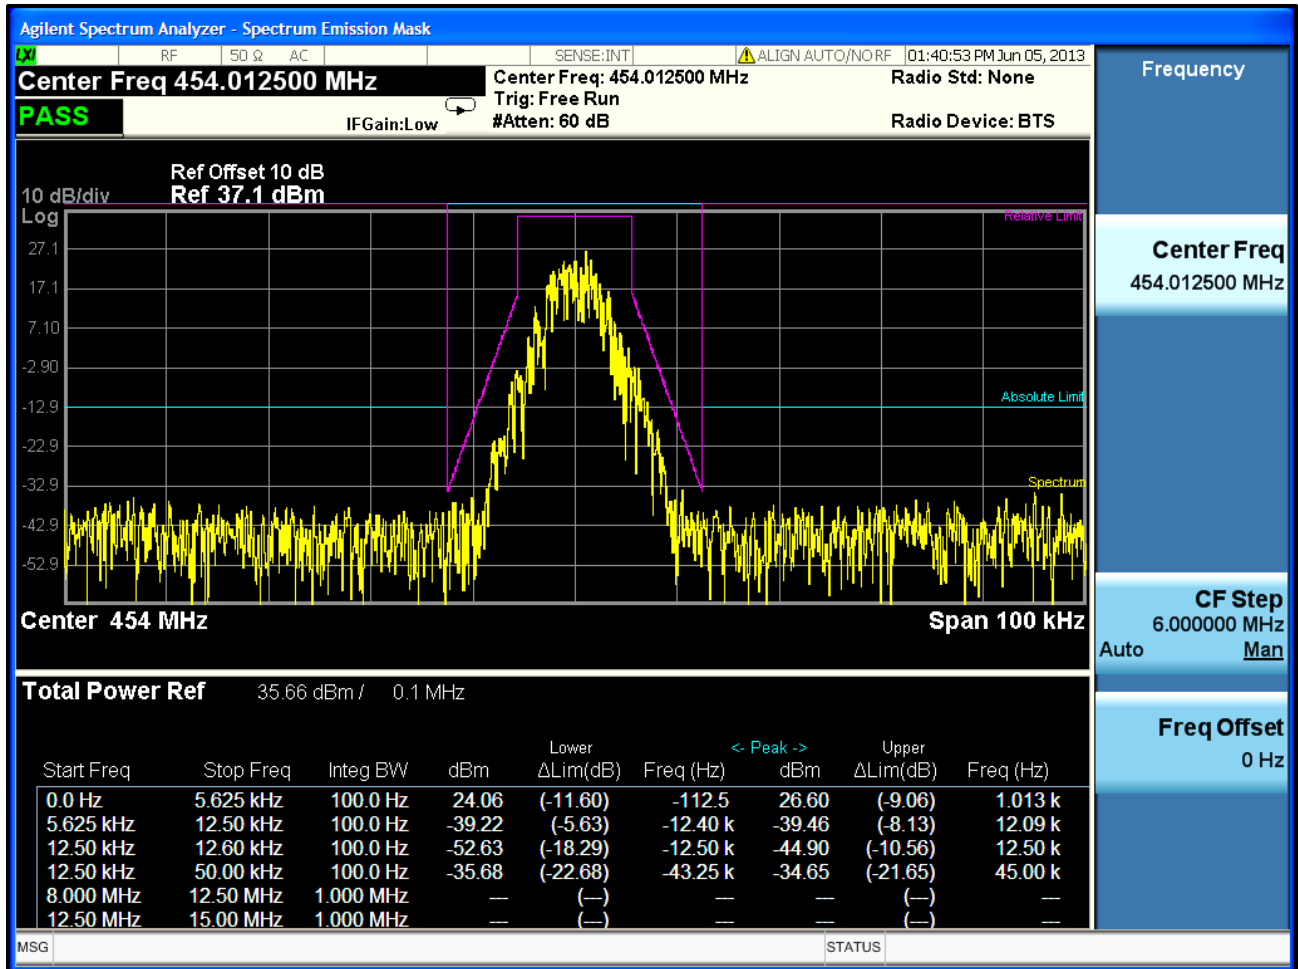 Agilent Spectrum Analyzer - Spectrum Emission Mask
LXI RF 50 Ω AC SENSE:INT ALIGN AUTO/NO RF 01:40:53 PM Jun 05, 2013
Center Freq 454.012500 MHz
Center Freq: 454.012500 MHz
Radio Std: None
Trig: Free Run
PASS
IFGain:Low
#Atten: 60 dB
Radio Device: BTS
Ref Offset 10 dB
10 dB/div Ref 37.1 dBm
Log
Relative Limit
27.1
17.1
7.10
-2.90
Absolute Limit
-12.9
-22.9
Spectrum
-32.9
-42.9
-52.9
Center 454 MHz Span 100 kHz
Total Power Ref 35.66 dBm / 0.1 MHz
Lower <- Peak -> Upper
Start Freq Stop Freq Integ BW dBm ΔLim(dB) Freq (Hz) dBm ΔLim(dB) Freq (Hz)
0.0 Hz 5.625 kHz 100.0 Hz 24.06 (-11.60) -112.5 26.60 (-9.06) 1.013 k
5.625 kHz 12.50 kHz 100.0 Hz -39.22 (-5.63) -12.40 k -39.46 (-8.13) 12.09 k
12.50 kHz 12.60 kHz 100.0 Hz -52.63 (-18.29) -12.50 k -44.90 (-10.56) 12.50 k
12.50 kHz 50.00 kHz 100.0 Hz -35.68 (-22.68) -43.25 k -34.65 (-21.65) 45.00 k
8.000 MHz 12.50 MHz 1.000 MHz --- (---) --- --- (---) ---
12.50 MHz 15.00 MHz 1.000 MHz --- (---) --- --- (---) ---
MSG STATUS
Frequency
Center Freq
454.012500 MHz
CF Step
6.000000 MHz
Auto Man
Freq Offset
0 Hz